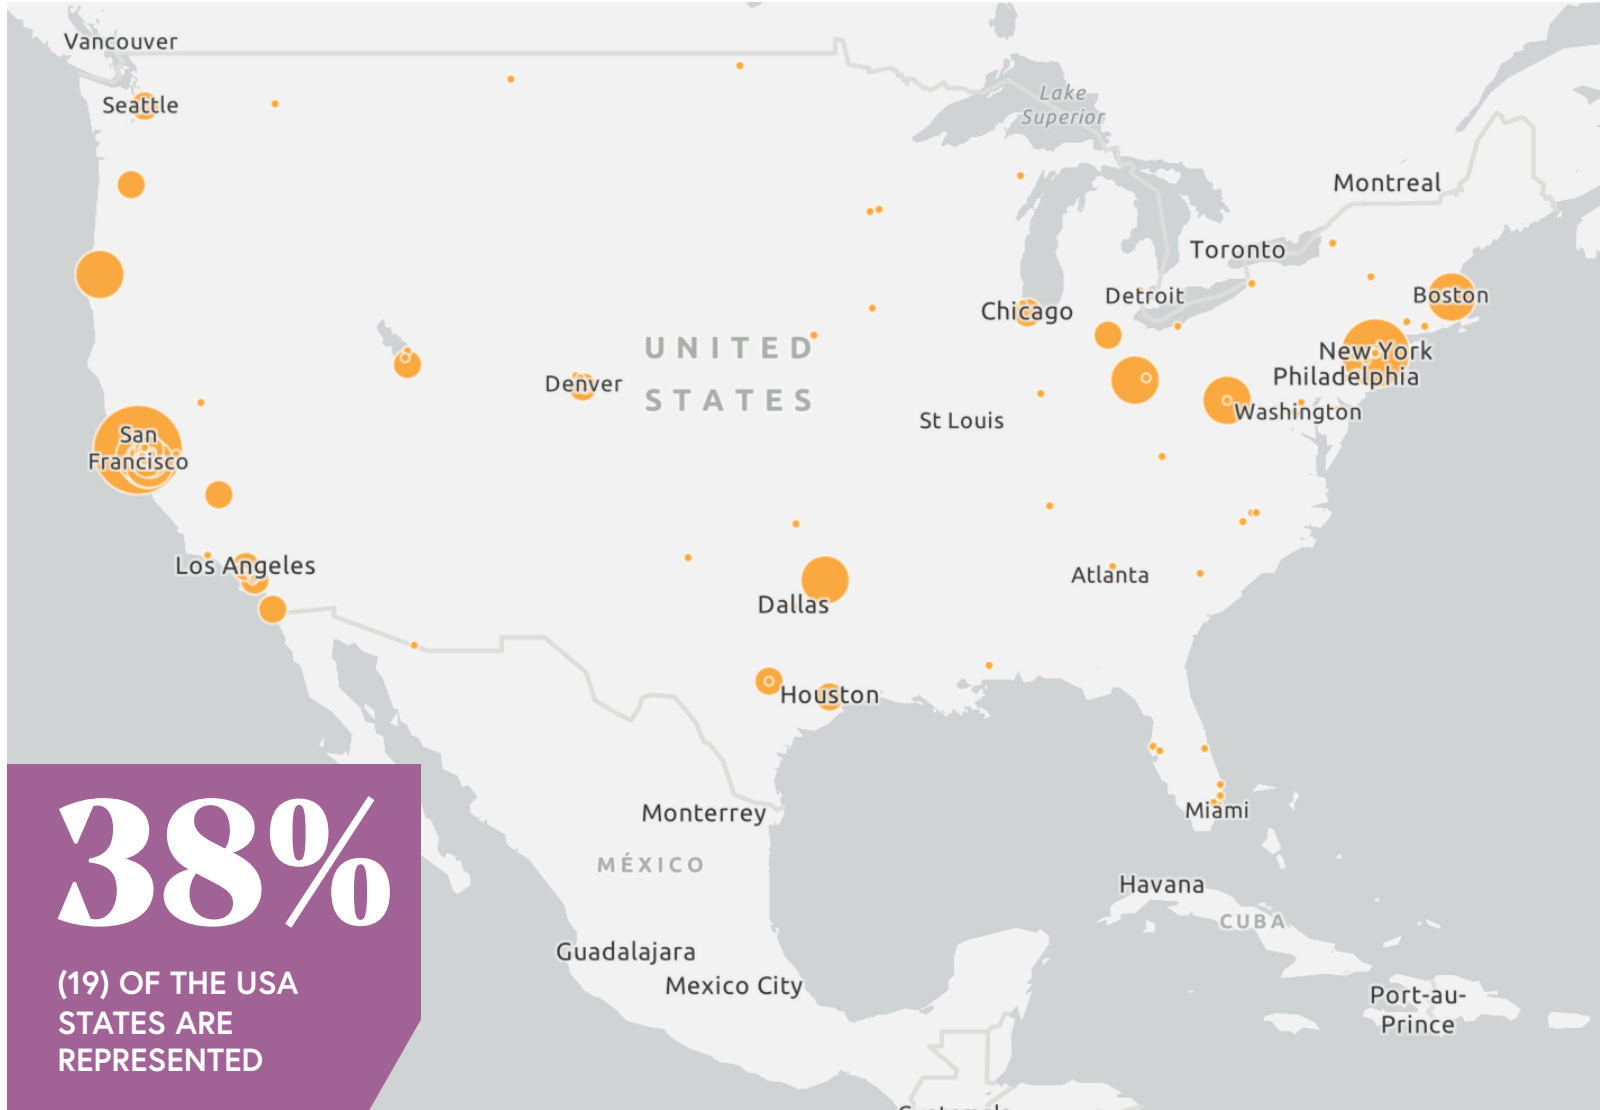 Vancouver
Seattle
Lake
Superior
Montreal
Toronto
Detroit
Boston
Chicago
UNITED
STATES
New York
Philadelphia
Denver
Washington
St Louis
San
Francisco
Los Angeles
Atlanta
Dallas
Houston
Monterrey
Miami
MÉXICO
Havana
CUBA
Guadalajara
Mexico City
Port-au-
Prince
38%
(19) OF THE USA
STATES ARE
REPRESENTED